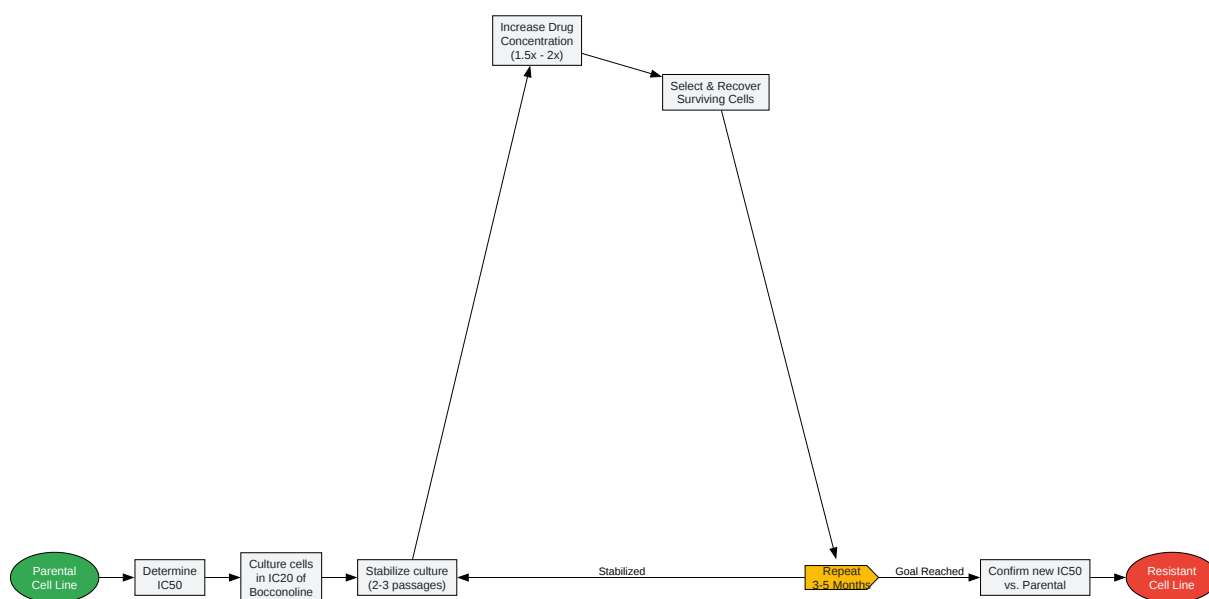 Increase Drug
Concentration
(1.5x - 2x)
Select & Recover
Surviving Cells
Parental
Cell Line
Determine
IC50
Culture cells
in IC20 of
Bocconoline
Stabilize culture
(2-3 passages)
Stabilized
Repeat
3-5 Months
Goal Reached
Confirm new IC50
vs. Parental
Resistant
Cell Line